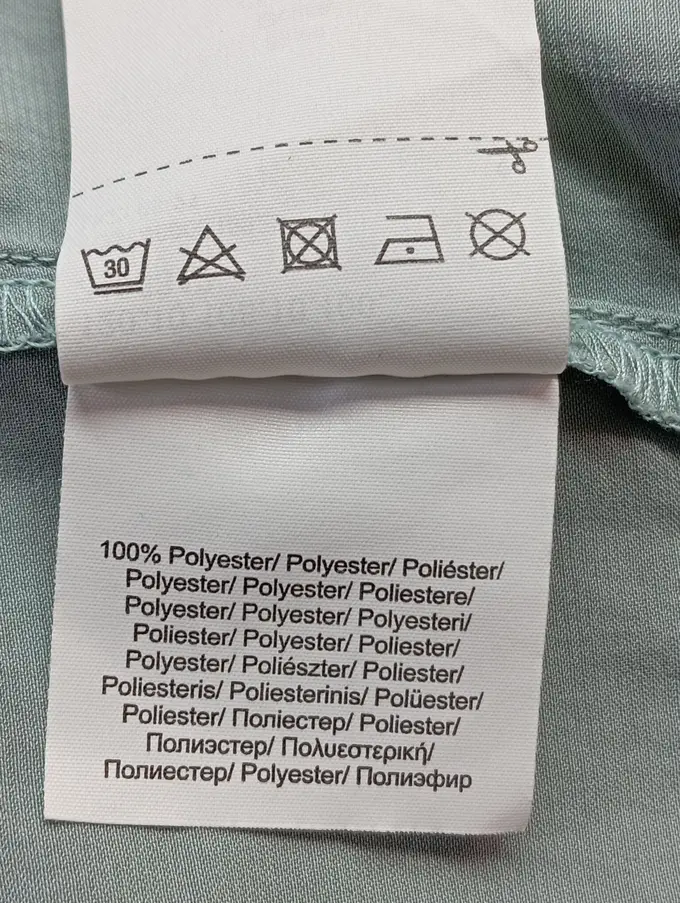 30
100% Polyester/ Polyester/ Poliéster/
Polyester/ Polyester/ Poliestere/
Polyester/ Polyester/ Polyesteri/
Poliester/ Polyester/ Poliester/
Polyester/ Poliészter/ Poliester/
Poliesteris/ Poliesterinis/ Polüester/
Poliester/ Поліестер/ Poliester/
Полиэстер/ Πολυεστερική/
Полиестер/ Polyester/ Полиэфир